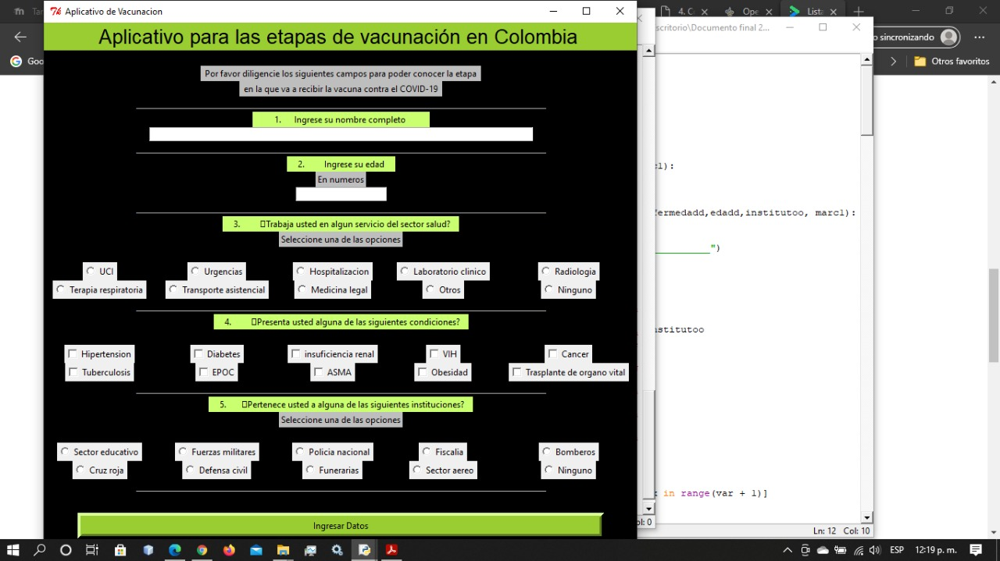 Aplicativo de Vacunacion
Aplicativo para las etapas de vacunación en Colombia
Por favor diligencie los siguientes campos para poder conocer la etapa
en la que va a recibir la vacuna contra el COVID-19
1. Ingrese su nombre completo
2. Ingrese su edad
En numeros
3. Trabaja usted en algun servicio del sector salud?
Seleccione una de las opciones
UCI Urgencias Hospitalizacion Laboratorio clinico Radiologia
Terapia respiratoria Transporte asistencial Medicina legal Otros Ninguno
4. Presenta usted alguna de las siguientes condiciones?
Hipertension Diabetes insuficiencia renal VIH Cancer
Tuberculosis EPOC ASMA Obesidad Trasplante de organo vital
5. Pertenece usted a alguna de las siguientes instituciones?
Seleccione una de las opciones
Sector educativo Fuerzas militares Policia nacional Fiscalia Bomberos
Cruz roja Defensa civil Funerarias Sector aereo Ninguno
Ingresar Datos
m Tar
Goo
4. Ced
Ope
Lista
scritorio\Documento final 2...
o sincronizando
Otros favoritos
cl):
fermedadd,edadd,institutoo, marcl):
__________")
nstitutoo
in range(var + 1)]
ol: 0
Ln: 12 Col: 10
ESP 12:19 p. m.